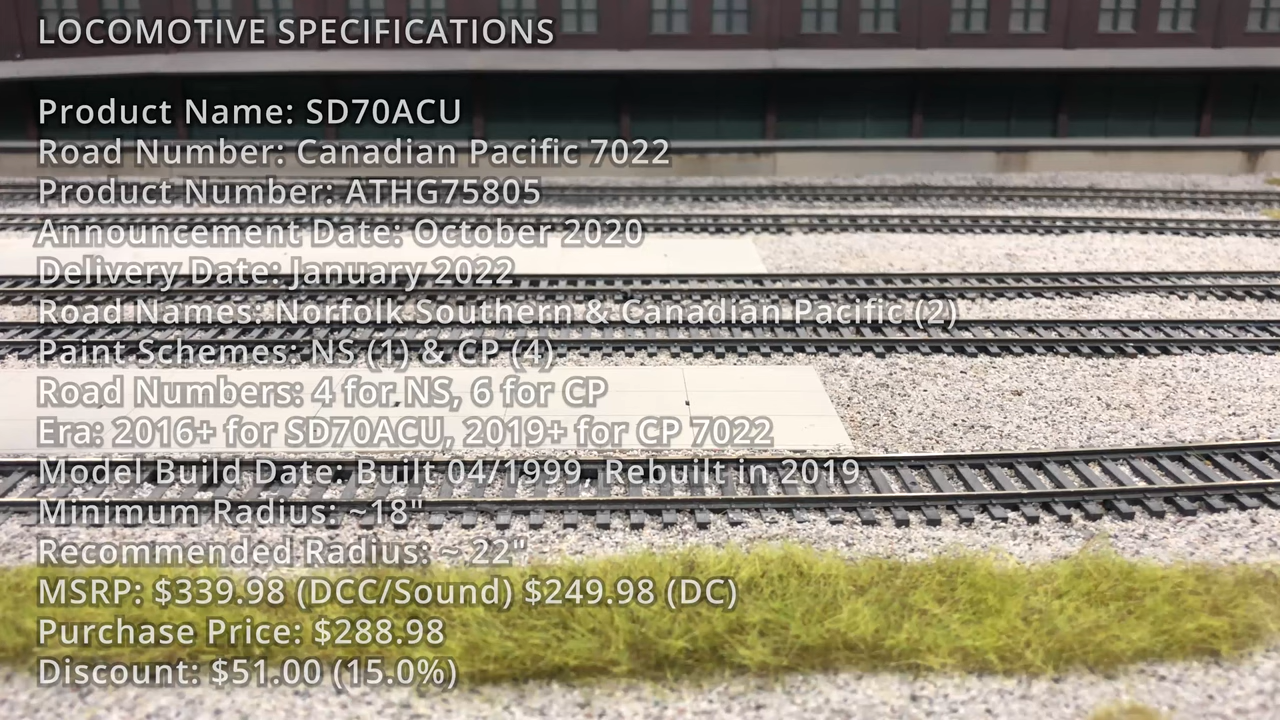 LOCOMOTIVE SPECIFICATIONS
Product Name: SD70ACU
Road Number: Canadian Pacific 7022
Product Number: ATHG75805
Announcement Date: October 2020
Delivery Date: January 2022
Road Names: Norfolk Southern & Canadian Pacific (2)
Paint Schemes: NS (1) & CP (4)
Road Numbers: 4 for NS, 6 for CP
Era: 2016+ for SD70ACU, 2019+ for CP 7022
Model Build Date: Built 04/1999, Rebuilt in 2019
Minimum Radius: ~18"
Recommended Radius: ~ 22"
MSRP: $339.98 (DCC/Sound) $249.98 (DC)
Purchase Price: $288.98
Discount: $51.00 (15.0%)